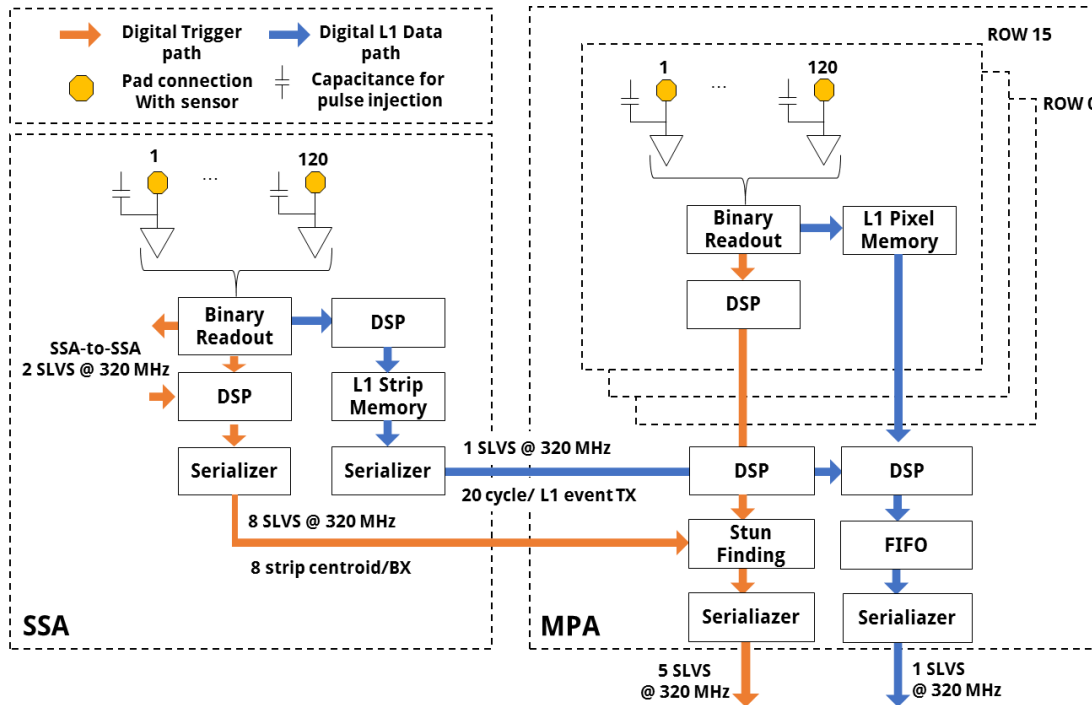 Digital Trigger
path
Digital L1 Data
path
Pad connection
With sensor
Capacitance for
pulse injection
1
...
120
Binary
Readout
DSP
SSA-to-SSA
2 SLVS @ 320 MHz
DSP
L1 Strip
Memory
Serializer
Serializer
8 SLVS @ 320 MHz
8 strip centroid/BX
SSA
1 SLVS @ 320 MHz
20 cycle/ L1 event TX
ROW 15
ROW 0
1
...
120
Binary
Readout
L1 Pixel
Memory
DSP
DSP
DSP
Stun
Finding
FIFO
Serialiazer
Serialiazer
MPA
5 SLVS
@ 320 MHz
1 SLVS
@ 320 MHz